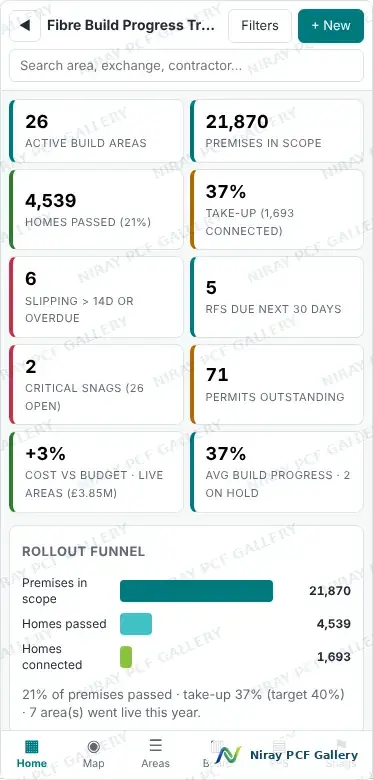 Fibre Build Progress Tr...
Filters
+ New
Search area, exchange, contractor...
26
ACTIVE BUILD AREAS
21,870
PREMISES IN SCOPE
4,539
HOMES PASSED (21%)
37%
TAKE-UP (1,693
CONNECTED)
6
SLIPPING > 14D OR
OVERDUE
5
RFS DUE NEXT 30 DAYS
2
CRITICAL SNAGS (26
OPEN)
71
PERMITS OUTSTANDING
+3%
COST VS BUDGET · LIVE
AREAS (£3.85M)
37%
AVG BUILD PROGRESS · 2
ON HOLD
ROLLOUT FUNNEL
Premises in
scope
21,870
Homes passed
4,539
Homes
connected
1,693
21% of premises passed · take-up 37% (target 40%)
· 7 area(s) went live this year.
Home
Map
Areas
Niray PCF Gallery
NIRAY PCF GALLERY